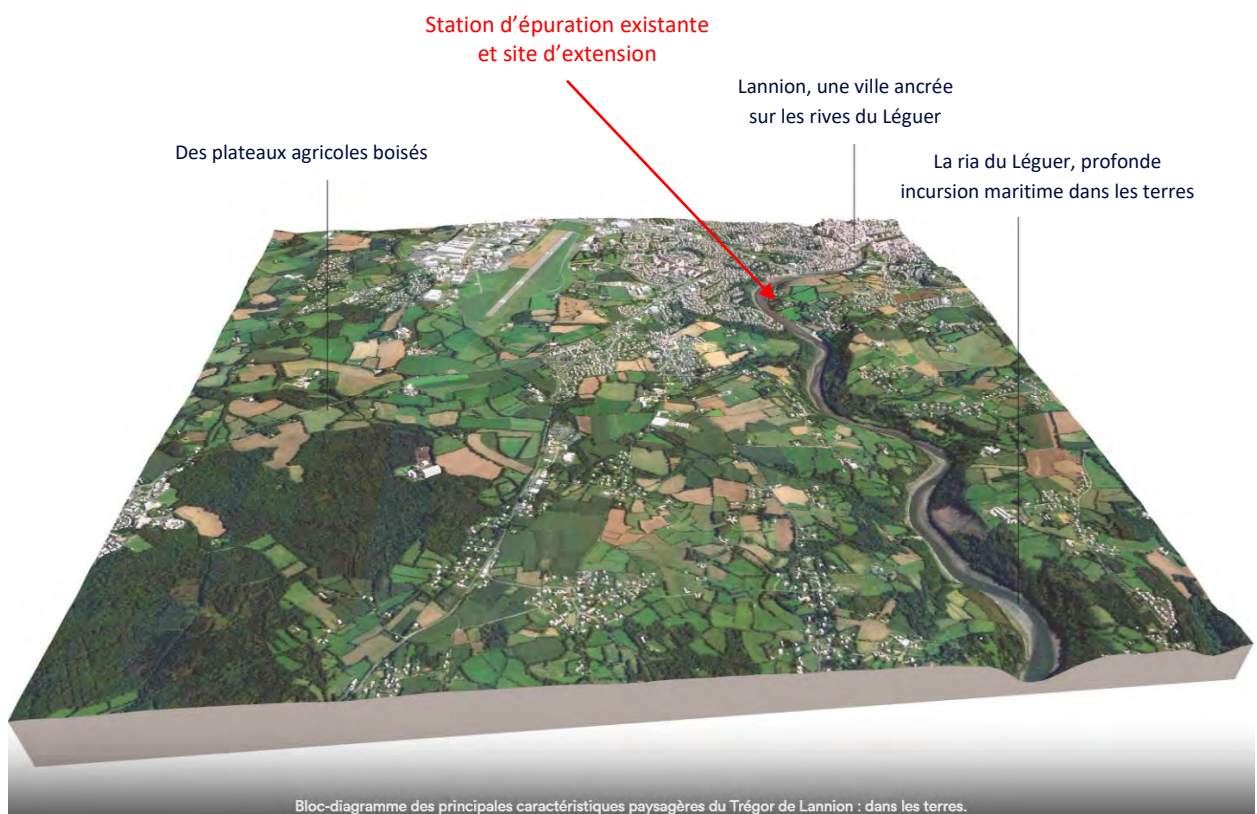 Station d’épuration existante
et site d’extension
Lannion, une ville ancrée
sur les rives du Léguer
Des plateaux agricoles boisés
La ria du Léguer, profonde
incursion maritime dans les terres
Bloc-diagramme des principales caractéristiques paysagères du Trégor de Lannion : dans les terres.